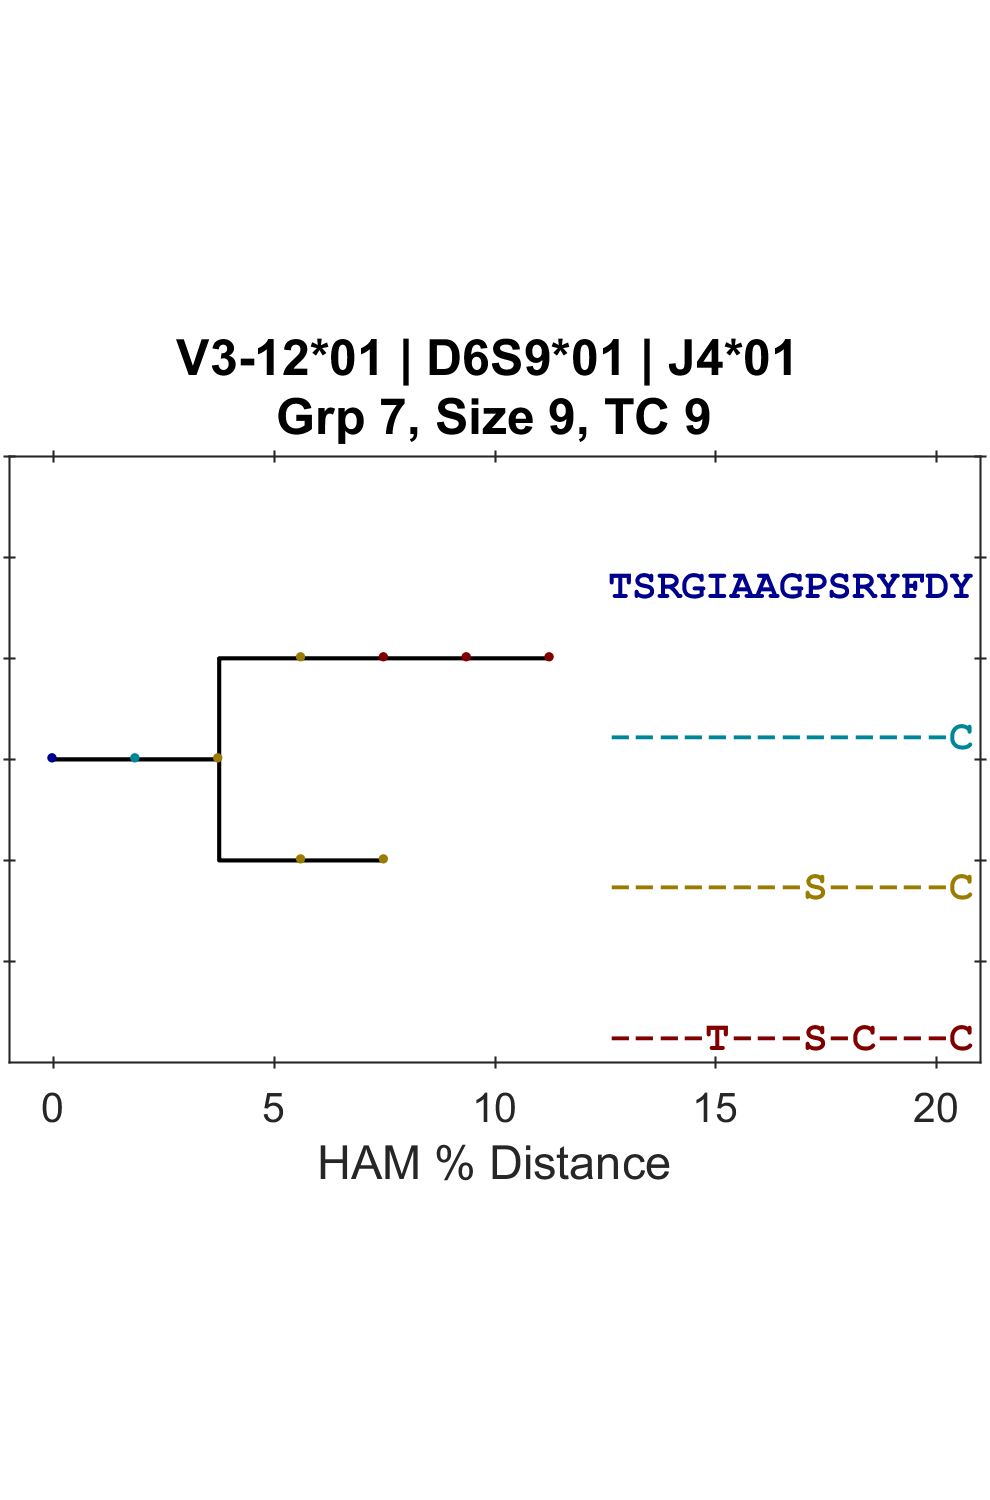 V3-12*01 | D6S9*01 | J4*01
Grp 7, Size 9, TC 9
TSRGIAAGPSRYFDY
--------------C
--------S-----C
----T---S-C---C
0 5 10 15 20
HAM % Distance